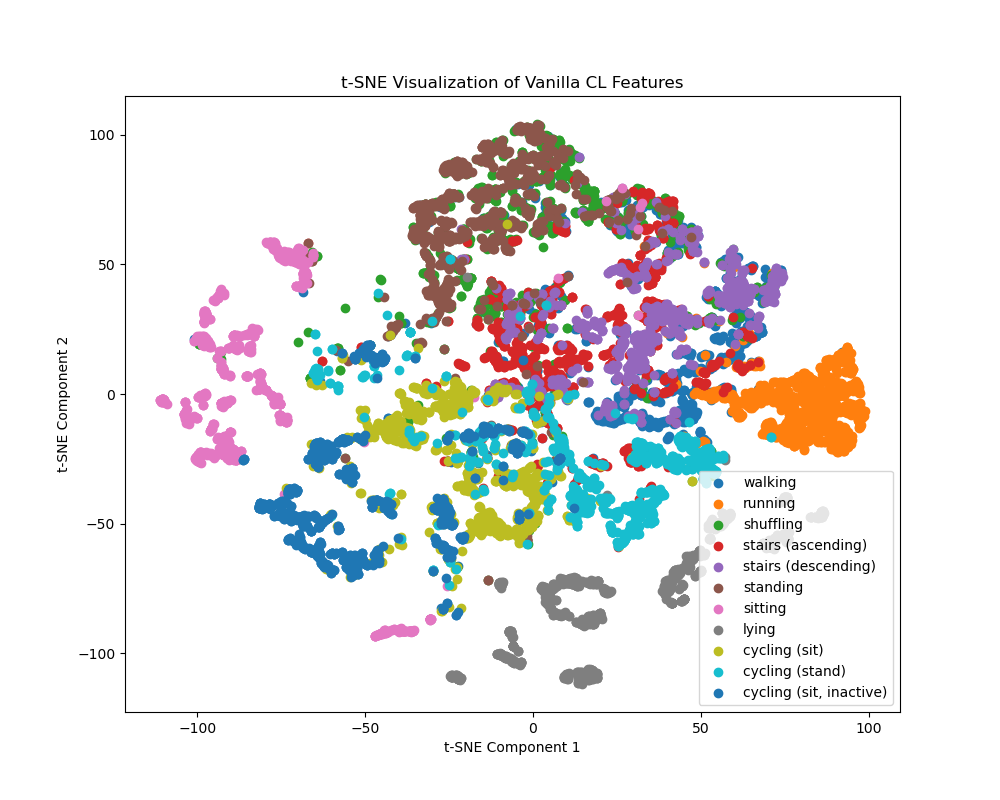 t-SNE Visualization of Vanilla CL Features
t-SNE Component 2
100
50
0
−50
−100
−100
−50
0
50
100
t-SNE Component 1
walking
running
shuffling
stairs (ascending)
stairs (descending)
standing
sitting
lying
cycling (sit)
cycling (stand)
cycling (sit, inactive)